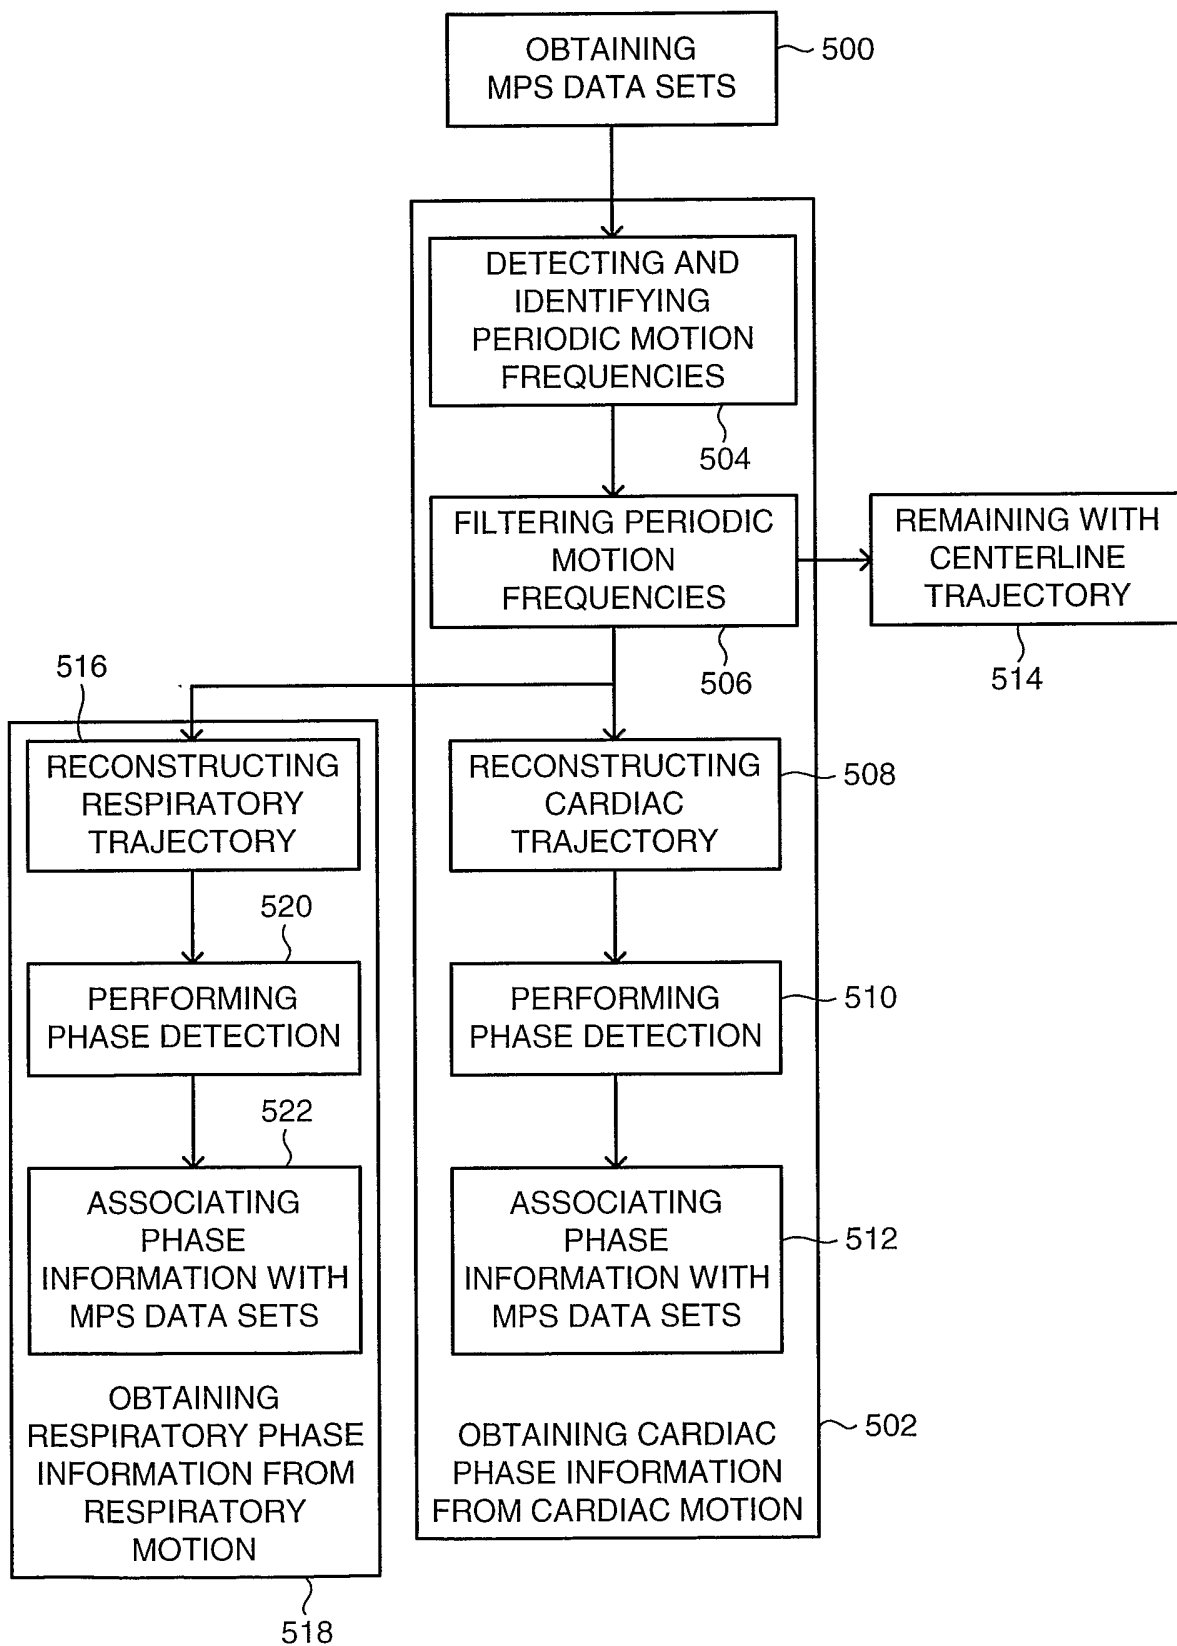 OBTAINING
MPS DATA SETS
500
DETECTING AND
IDENTIFYING
PERIODIC MOTION
FREQUENCIES
504
FILTERING PERIODIC
MOTION
FREQUENCIES
506
REMAINING WITH
CENTERLINE
TRAJECTORY
514
516
RECONSTRUCTING
RESPIRATORY
TRAJECTORY
RECONSTRUCTING
CARDIAC
TRAJECTORY
508
520
PERFORMING
PHASE DETECTION
PERFORMING
PHASE DETECTION
510
522
ASSOCIATING
PHASE
INFORMATION WITH
MPS DATA SETS
ASSOCIATING
PHASE
INFORMATION WITH
MPS DATA SETS
512
OBTAINING
RESPIRATORY PHASE
INFORMATION FROM
RESPIRATORY
MOTION
518
OBTAINING CARDIAC
PHASE INFORMATION
FROM CARDIAC MOTION
502